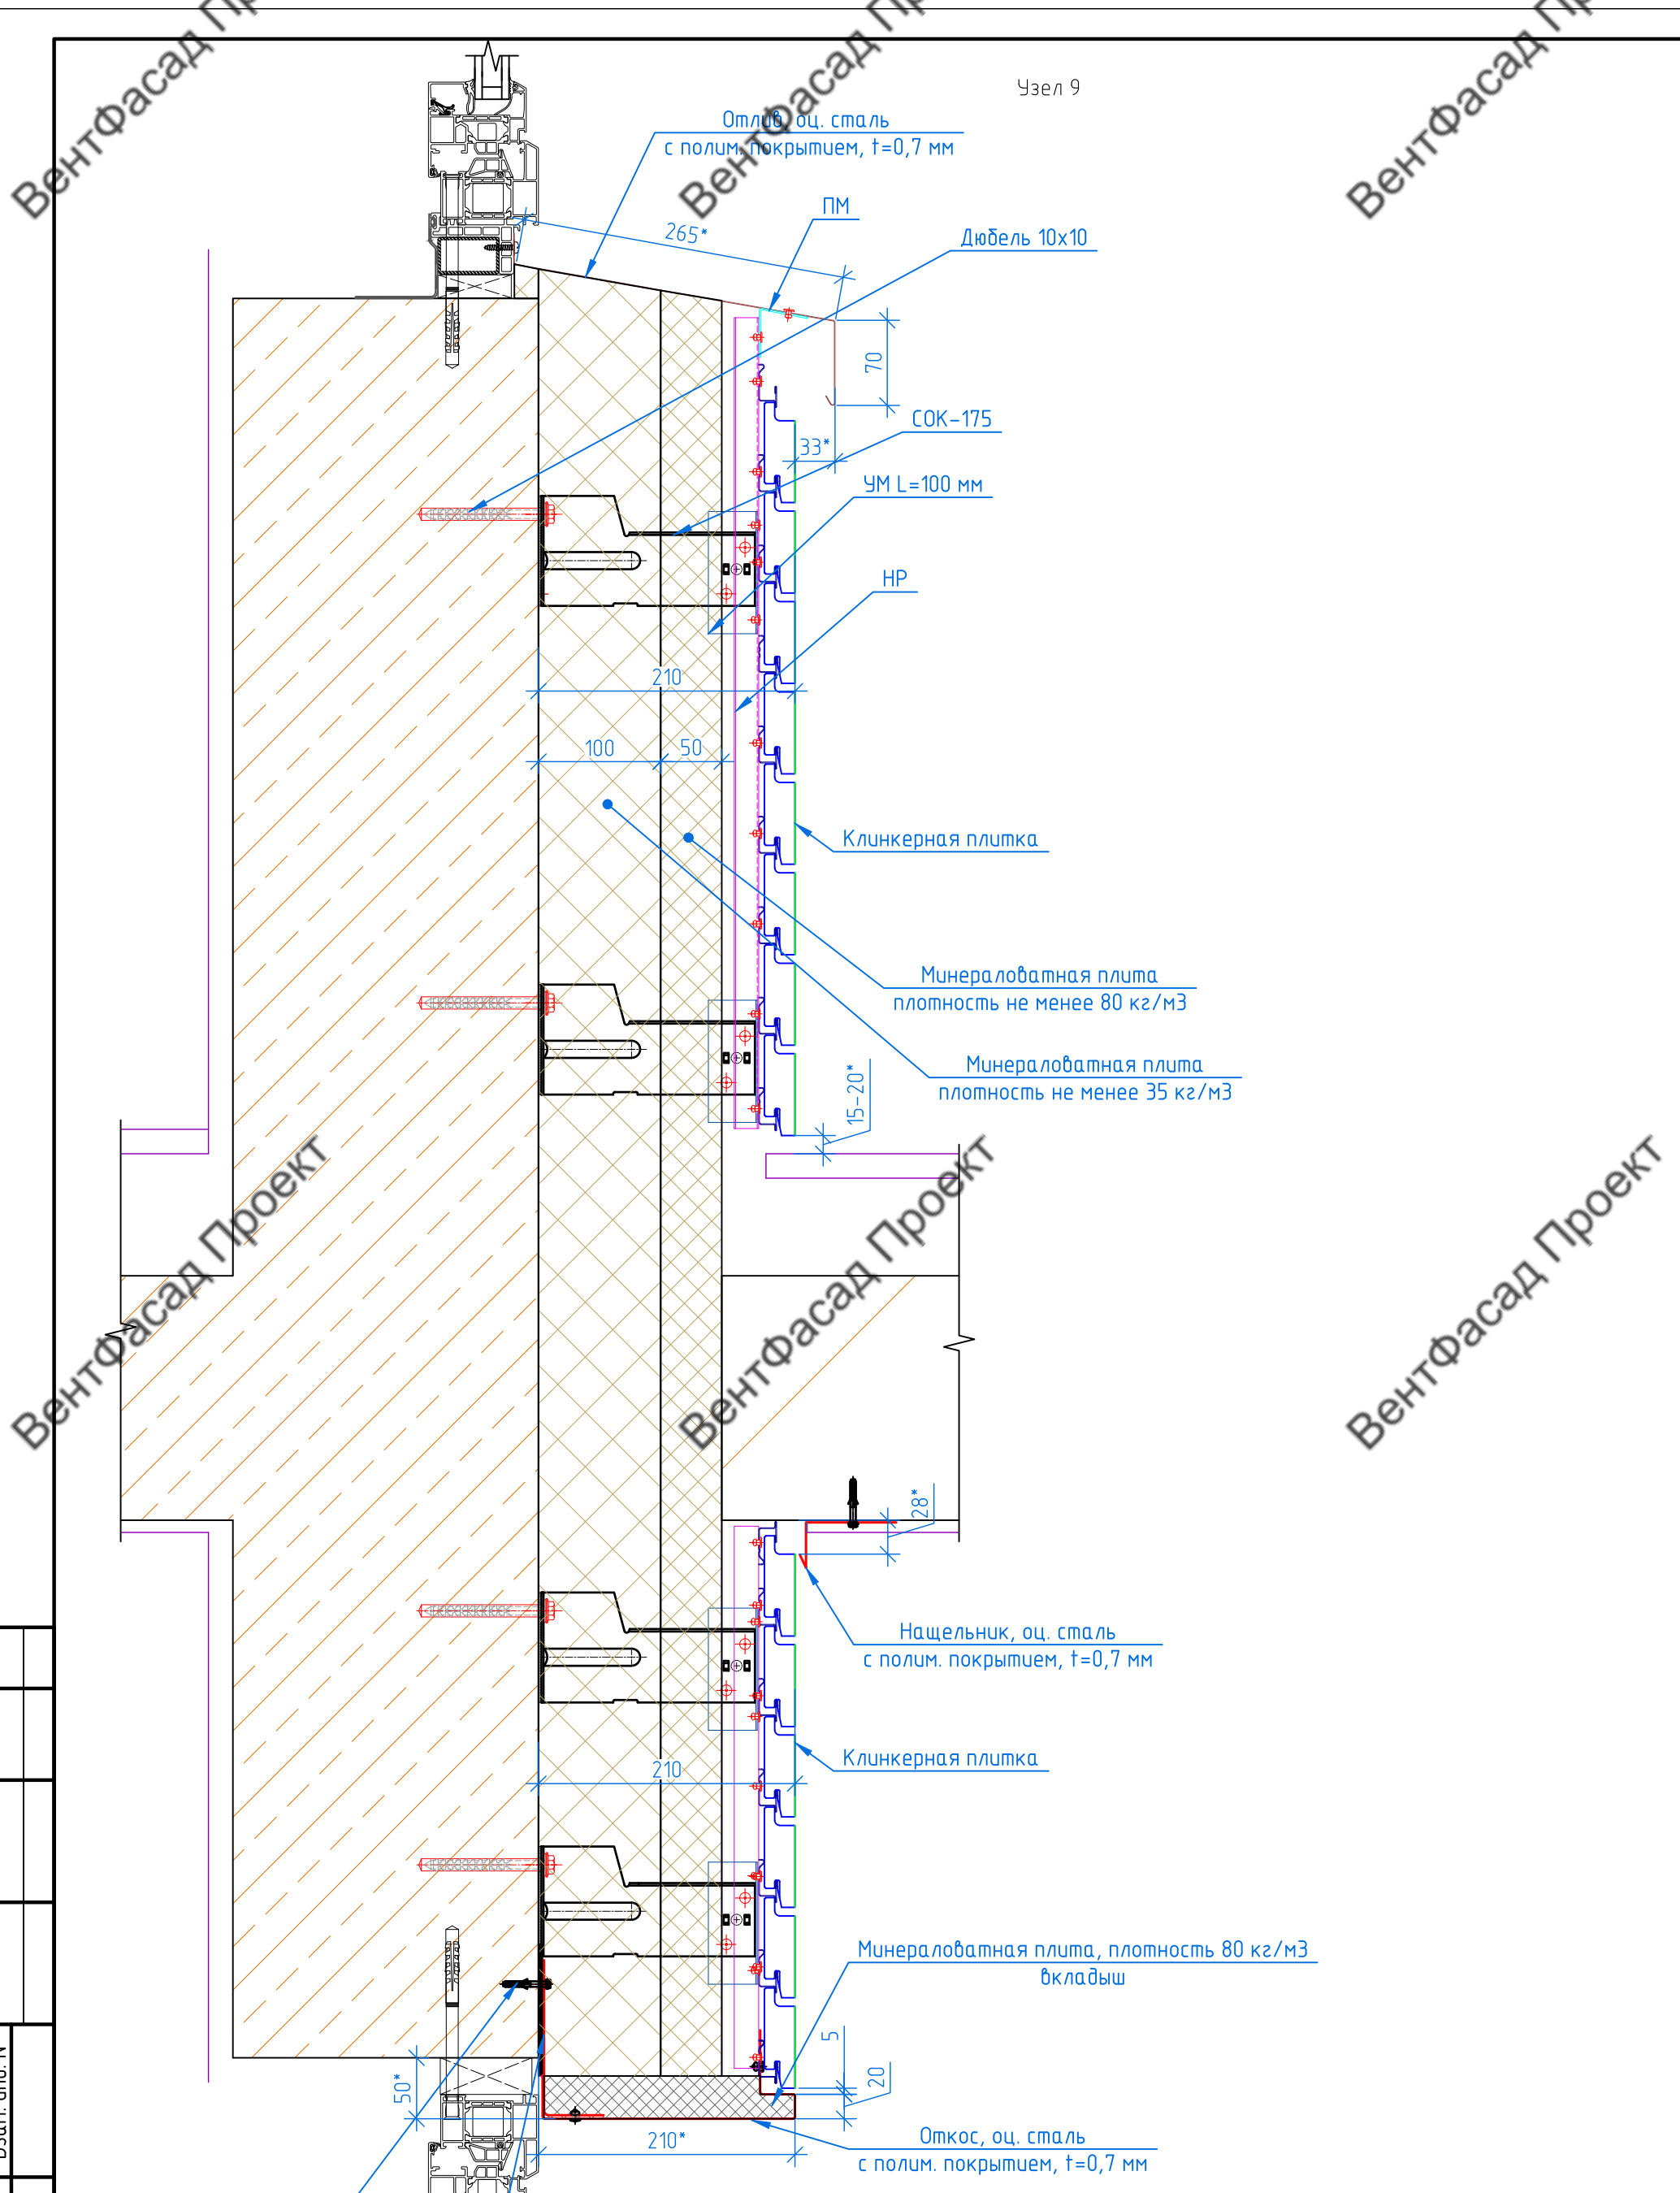 ВентФасад Проект
ВентФасад Проект
ВентФасад Проект
Узел 9
Отлив, оц. сталь
с полим. покрытием, t=0,7 мм
ПМ
265*
Дюбель 10х10
70
СОК-175
33*
УМ L=100 мм
НР
210
100
50
Клинкерная плитка
Минераловатная плита
плотность не менее 80 кг/м3
Минераловатная плита
плотность не менее 35 кг/м3
15-20*
ВентФасад Проект
ВентФасад Проект
ВентФасад Проект
28*
Нащельник, оц. сталь
с полим. покрытием, t=0,7 мм
Клинкерная плитка
210
Минераловатная плита, плотность 80 кг/м3
вкладыш
5
20
50*
210*
Откос, оц. сталь
с полим. покрытием, t=0,7 мм